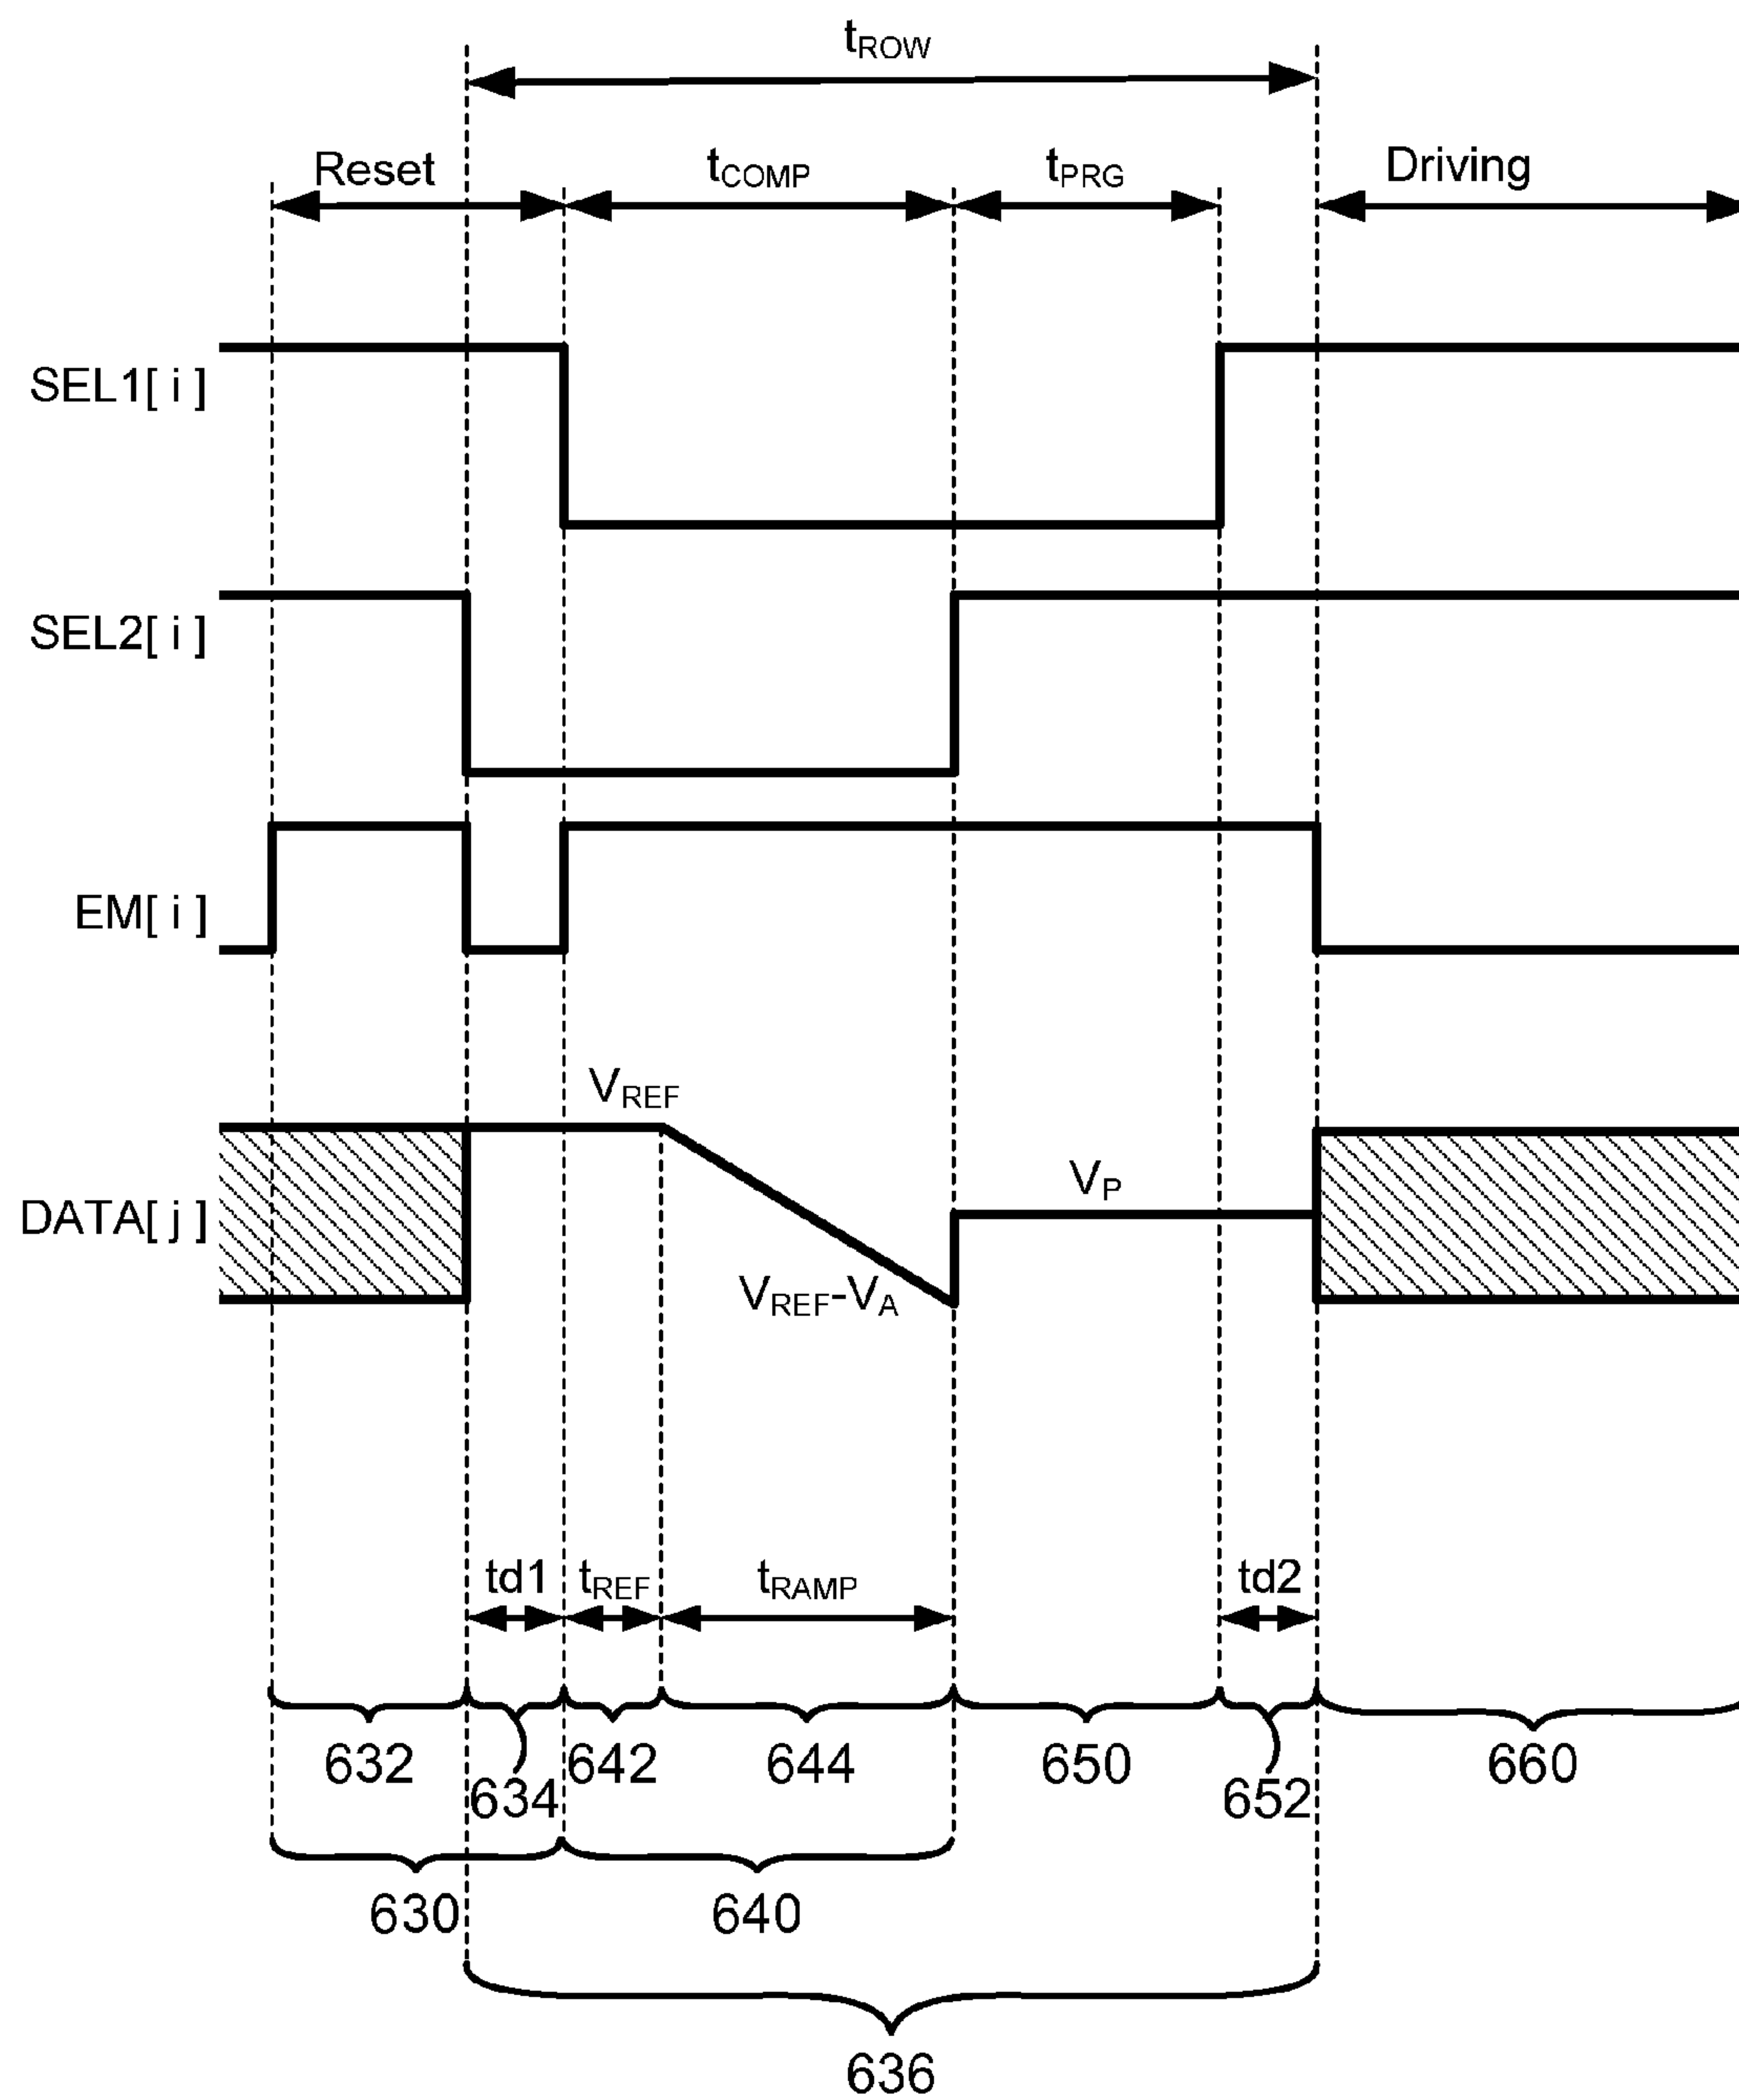 tROW
Reset tCOMP tPRG Driving
SEL1[ i ]
SEL2[ i ]
EM[ i ]
VREF
VP
DATA[ j ]
VREF-VA
td1 tREF tRAMP td2
632 642 644 650 660
634 652
630 640
636